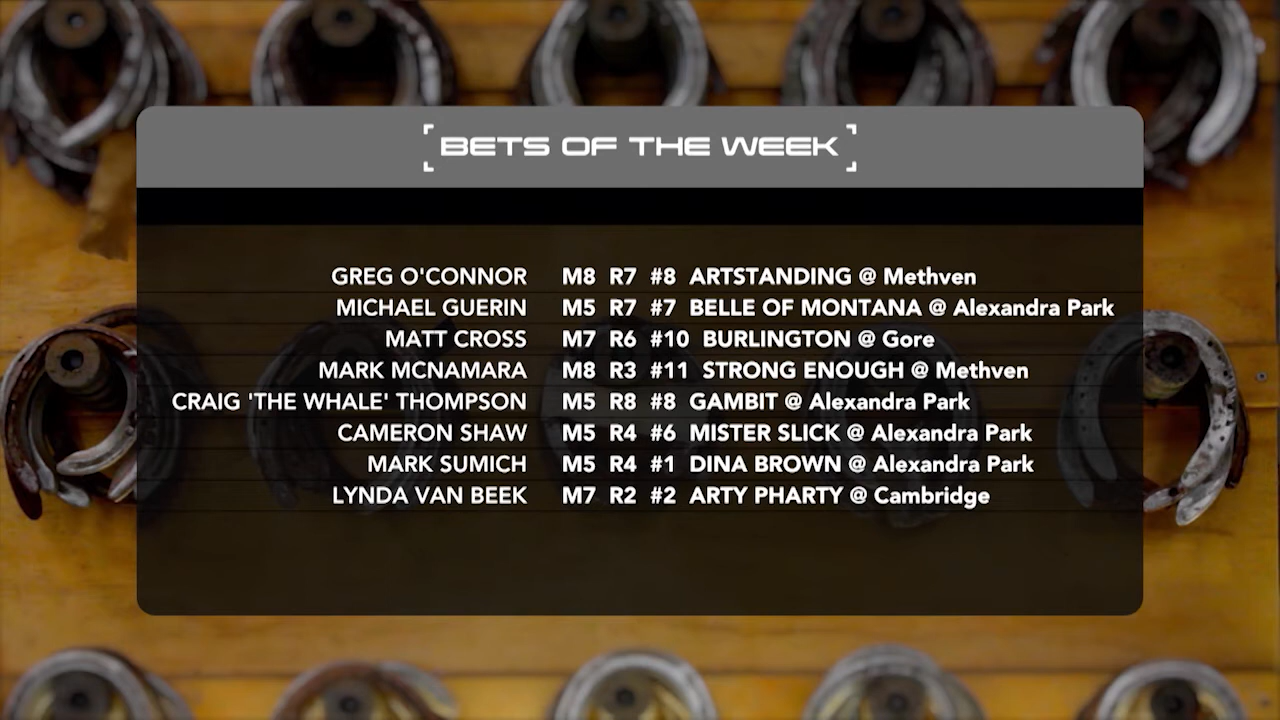 BETS OF THE WEEK
GREG O'CONNOR M8 R7 #8 ARTSTANDING @ Methven
MICHAEL GUERIN M5 R7 #7 BELLE OF MONTANA @ Alexandra Park
MATT CROSS M7 R6 #10 BURLINGTON @ Gore
MARK MCNAMARA M8 R3 #11 STRONG ENOUGH @ Methven
CRAIG 'THE WHALE' THOMPSON M5 R8 #8 GAMBIT @ Alexandra Park
CAMERON SHAW M5 R4 #6 MISTER SLICK @ Alexandra Park
MARK SUMICH M5 R4 #1 DINA BROWN @ Alexandra Park
LYNDA VAN BEEK M7 R2 #2 ARTY PHARTY @ Cambridge